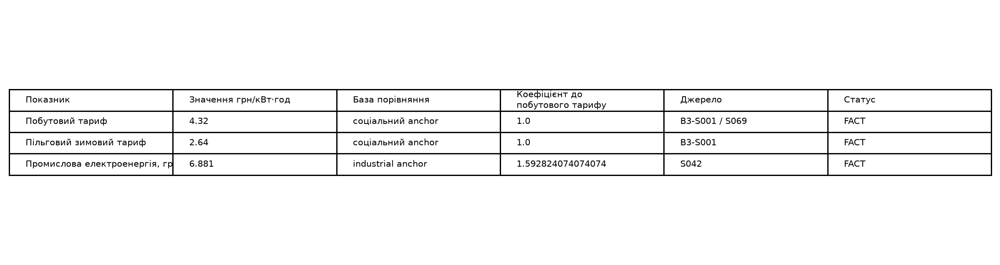 Показник Значення грн/кВт·год База порівняння Коефіцієнт до побутового тарифу Джерело Статус
Побутовий тариф 4.32 соціальний anchor 1.0 B3-S001 / S069 FACT
Пільговий зимовий тариф 2.64 соціальний anchor 1.0 B3-S001 FACT
Промислова електроенергія, гр 6.881 industrial anchor 1.592824074074074 S042 FACT